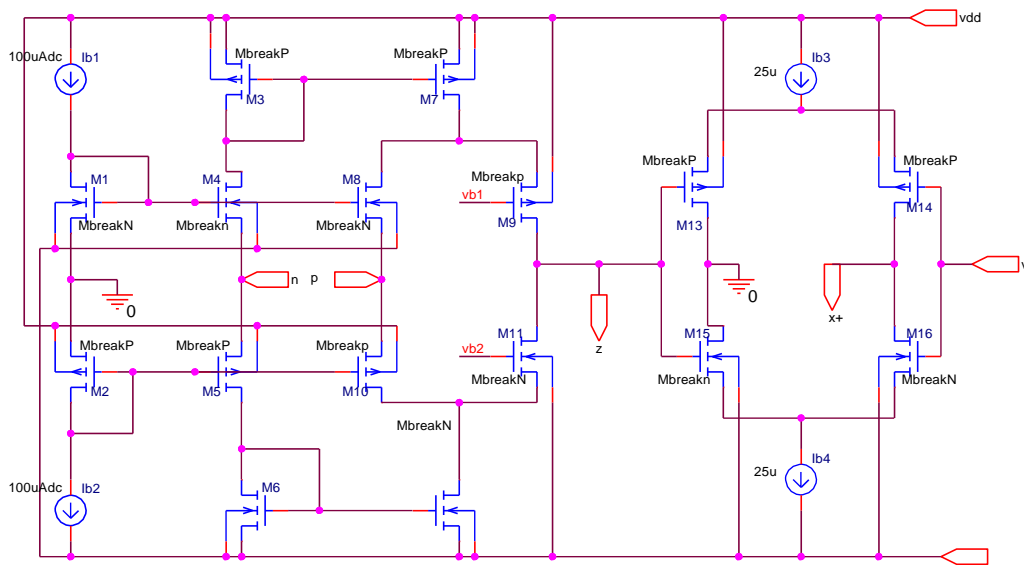 vdd
100uAdc
Ib1
MbreakP
M3
MbreakP
M7
25u
Ib3
M1
MbreakN
M4
Mbreakn
M8
MbreakN
Mbreakp
vb1
M9
MbreakP
M13
MbreakP
M14
n
p
0
0
v
x+
z
MbreakP
M2
MbreakP
M5
Mbreakp
M10
M11
vb2
MbreakN
M15
Mbreakn
M16
MbreakN
MbreakN
100uAdc
Ib2
M6
25u
Ib4